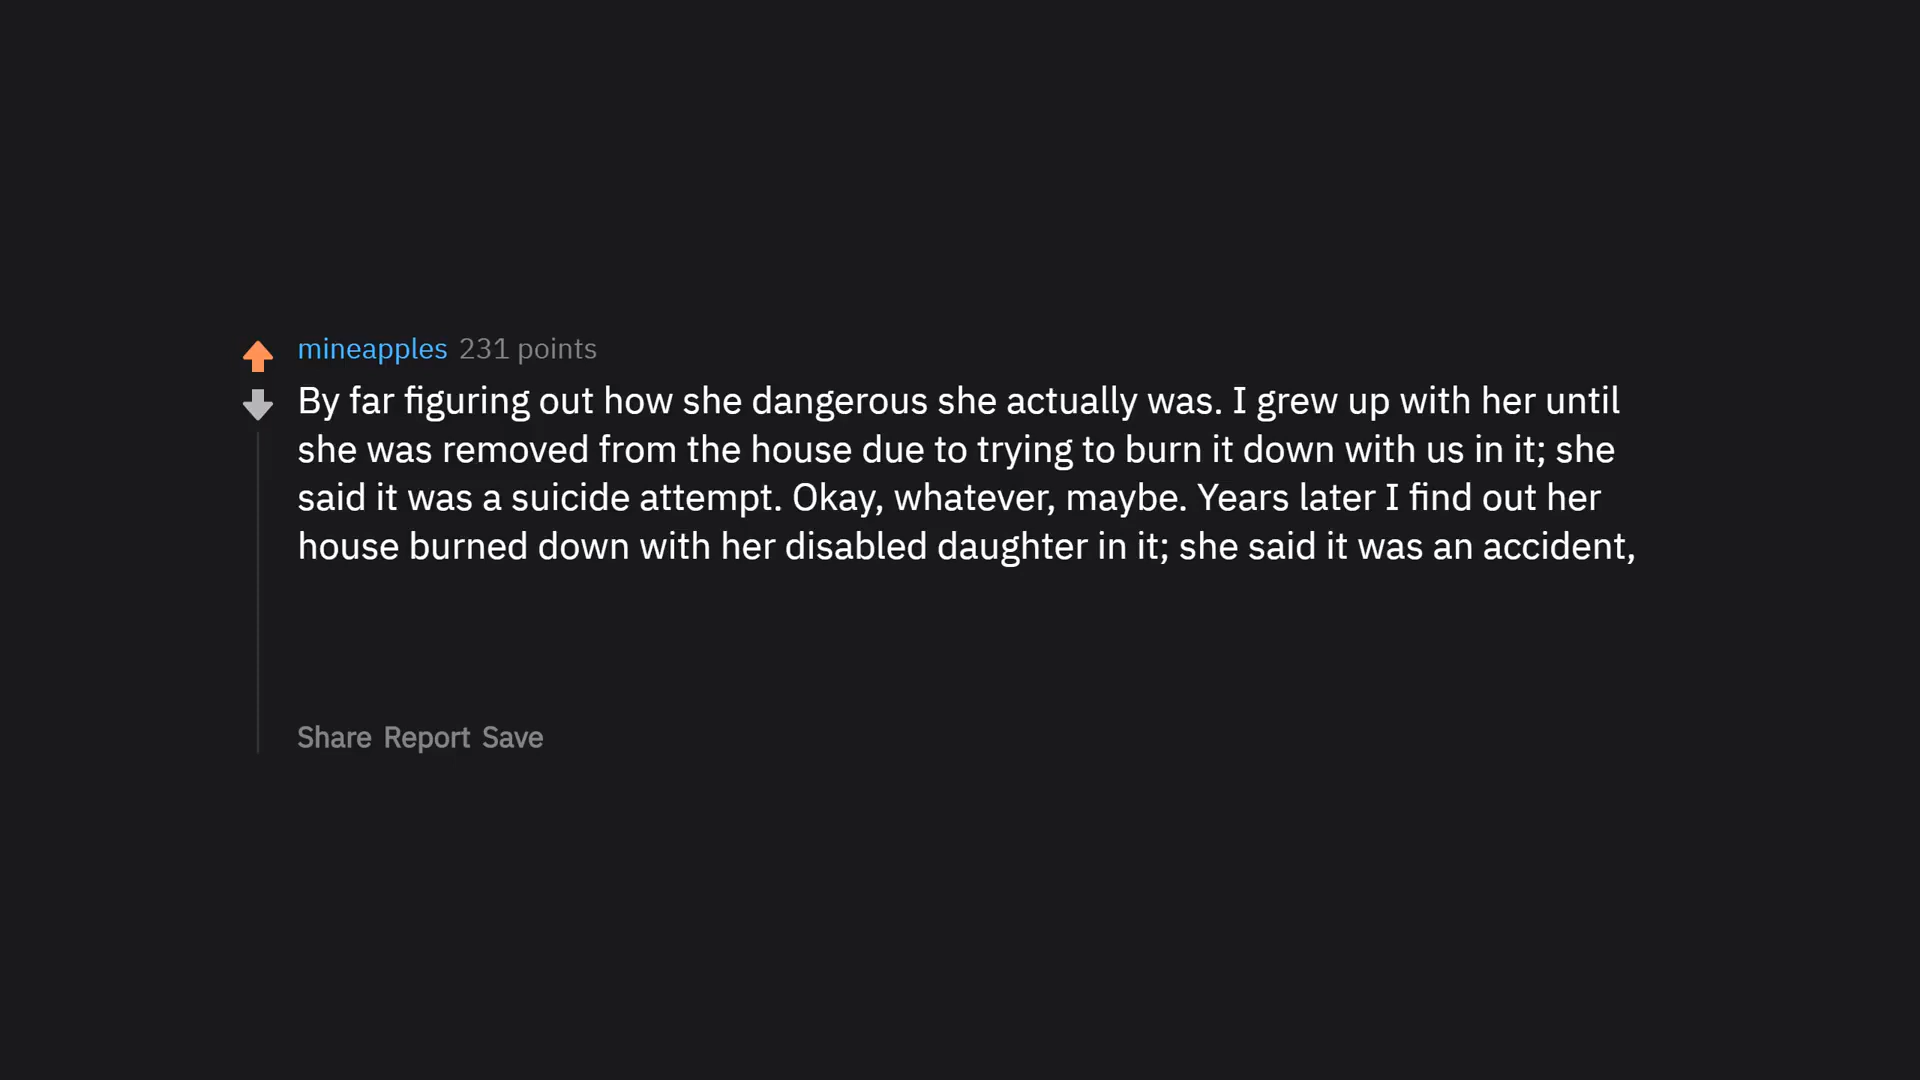 mineapples 231 points
By far figuring out how she dangerous she actually was. I grew up with her until
she was removed from the house due to trying to burn it down with us in it; she
said it was a suicide attempt. Okay, whatever, maybe. Years later I find out her
house burned down with her disabled daughter in it; she said it was an accident,
Share Report Save